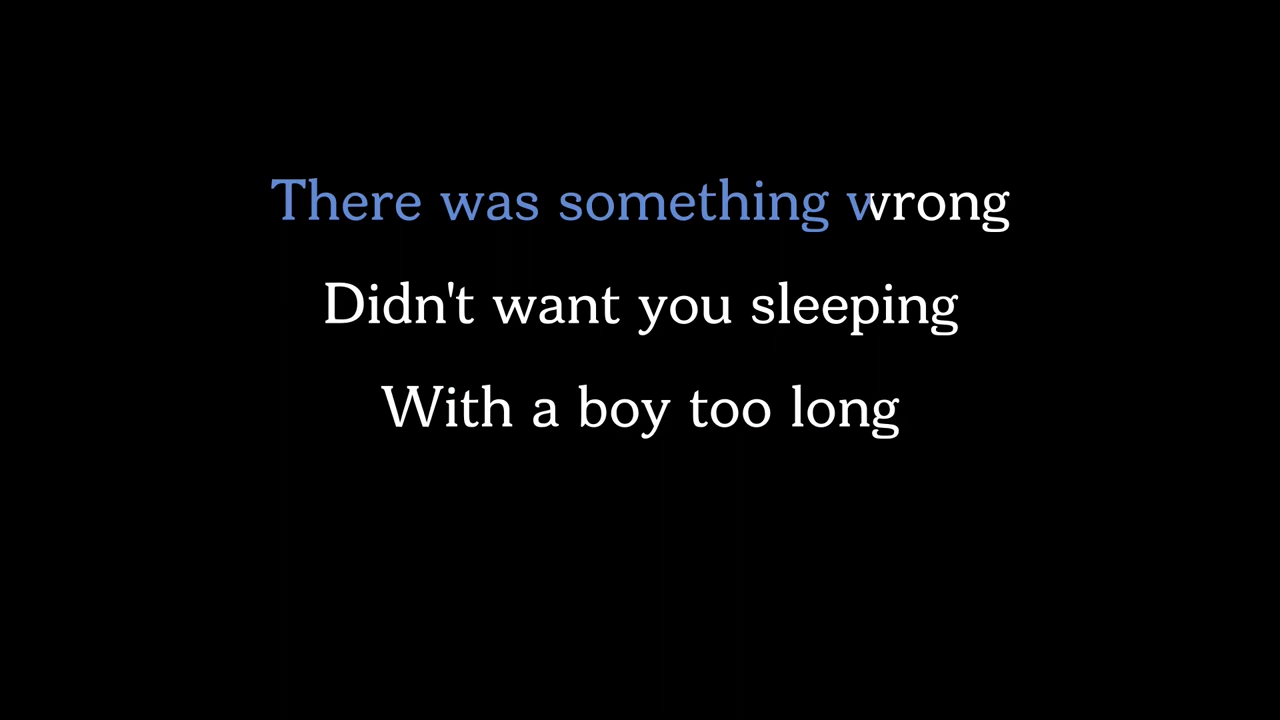 There was something wrong
Didn't want you sleeping
With a boy too long